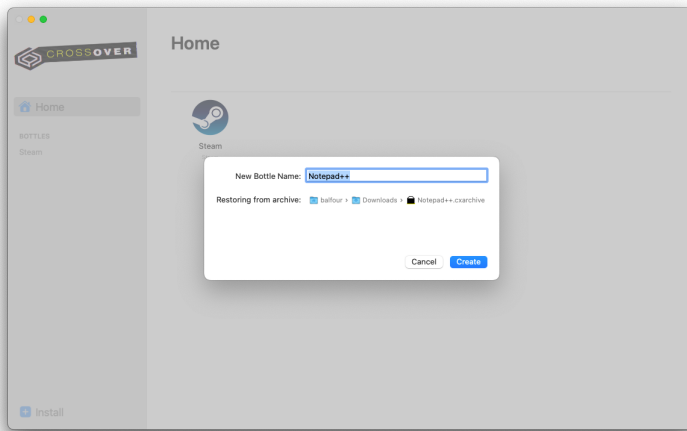 CROSSOVER
Home
Home
BOTTLES
Steam
Steam
New Bottle Name: Notepad++
Restoring from archive: balfour › Downloads › Notepad++.cxarchive
Cancel Create
Install